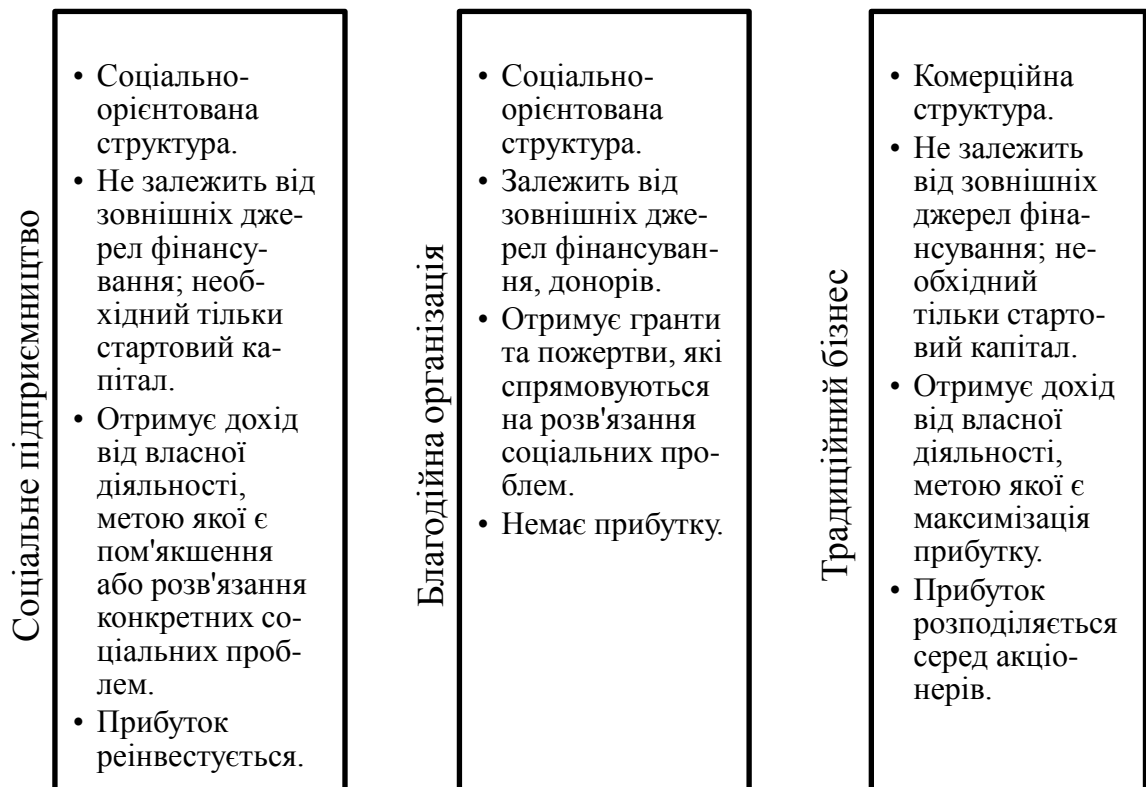 Соціальне підприємництво
• Соціально-
орієнтована
структура.
• Не залежить від
зовнішніх дже-
рел фінансу-
вання; необ-
хідний тільки
стартовий ка-
пітал.
• Отримує дохід
від власної
діяльності,
метою якої є
пом'якшення
або розв'язання
конкретних со-
ціальних проб-
лем.
• Прибуток
реінвестується.
Благодійна організація
• Соціально-
орієнтована
структура.
• Залежить від
зовнішніх дже-
рел фінансуван-
ня, донорів.
• Отримує гранти
та пожертви, які
спрямовуються
на розв'язання
соціальних про-
блем.
• Немає прибутку.
Традиційний бізнес
• Комерційна
структура.
• Не залежить
від зовнішніх
джерел фіна-
нсування; не-
обхідний
тільки старто-
вий капітал.
• Отримує дохід
від власної
діяльності,
метою якої є
максимізація
прибутку.
• Прибуток
розподіляється
серед акціо-
нерів.